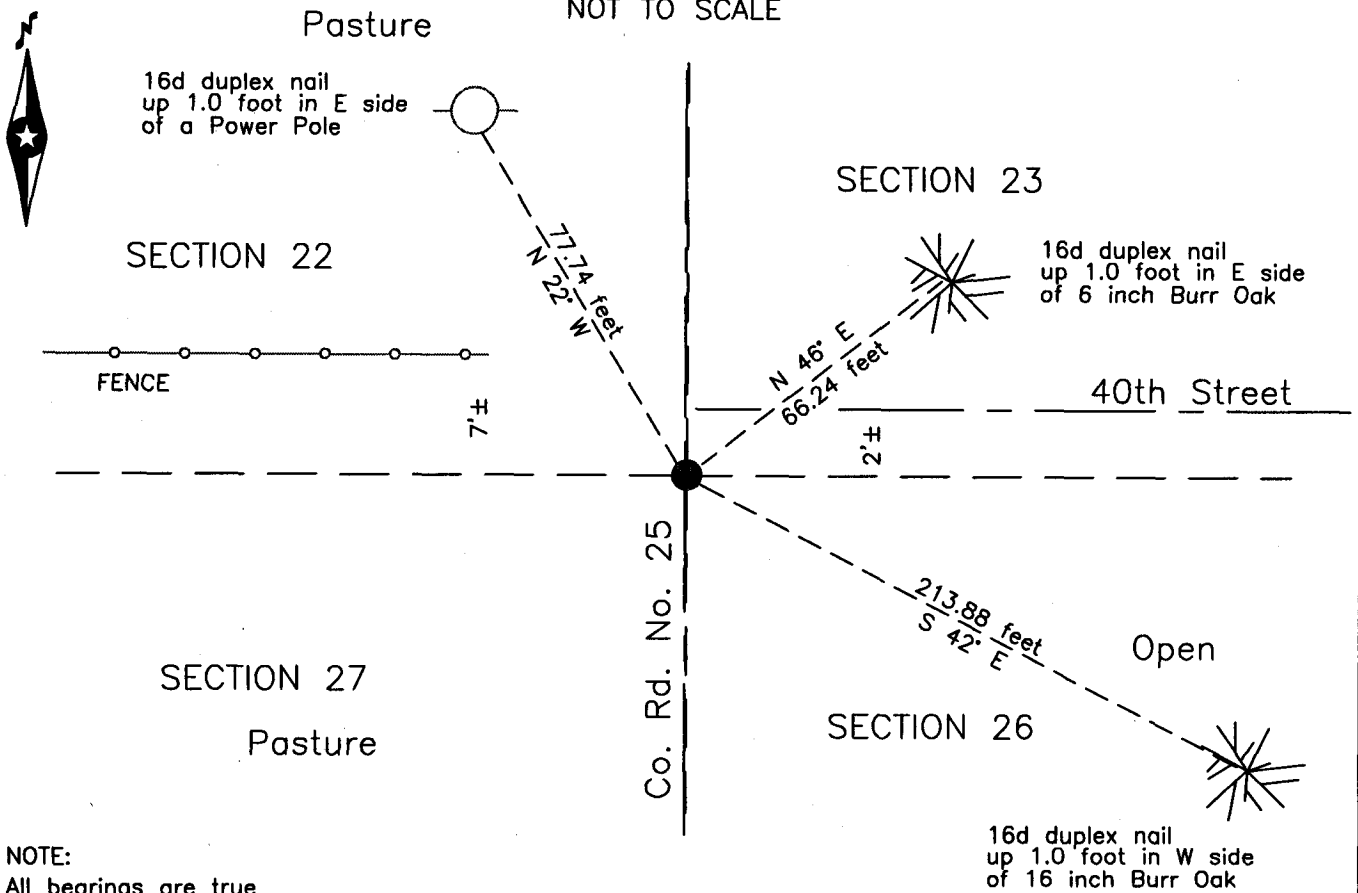 NOT TO SCALE
N
Pasture
16d duplex nail
up 1.0 foot in E side
of a Power Pole
SECTION 23
SECTION 22
77.74 feet
N 22° W
16d duplex nail
up 1.0 foot in E side
of 6 inch Burr Oak
N 46° E
66.24 feet
FENCE
40th Street
7'±
2'±
Co. Rd. No. 25
213.88 feet
S 42° E
Open
SECTION 27
Pasture
SECTION 26
16d duplex nail
up 1.0 foot in W side
of 16 inch Burr Oak
NOTE:
All bearings are true